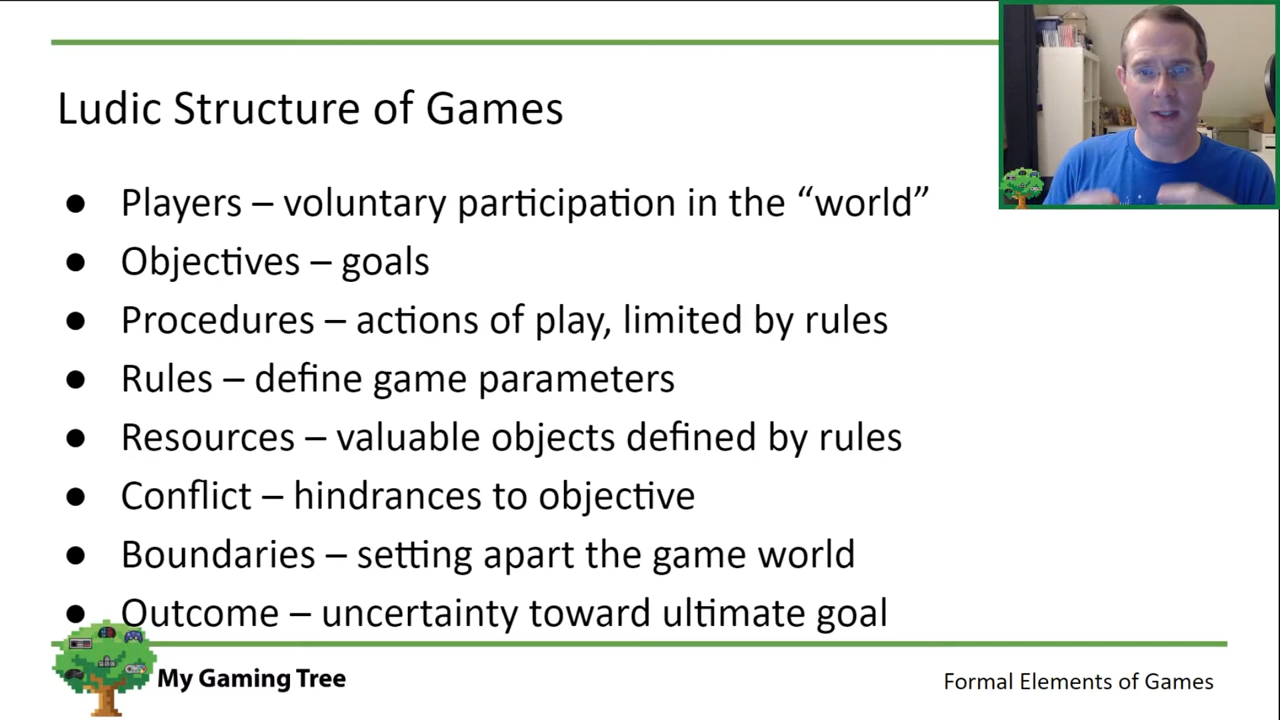 Ludic Structure of Games
● Players – voluntary participation in the “world”
● Objectives – goals
● Procedures – actions of play, limited by rules
● Rules – define game parameters
● Resources – valuable objects defined by rules
● Conflict – hindrances to objective
● Boundaries – setting apart the game world
● Outcome – uncertainty toward ultimate goal
My Gaming Tree
Formal Elements of Games